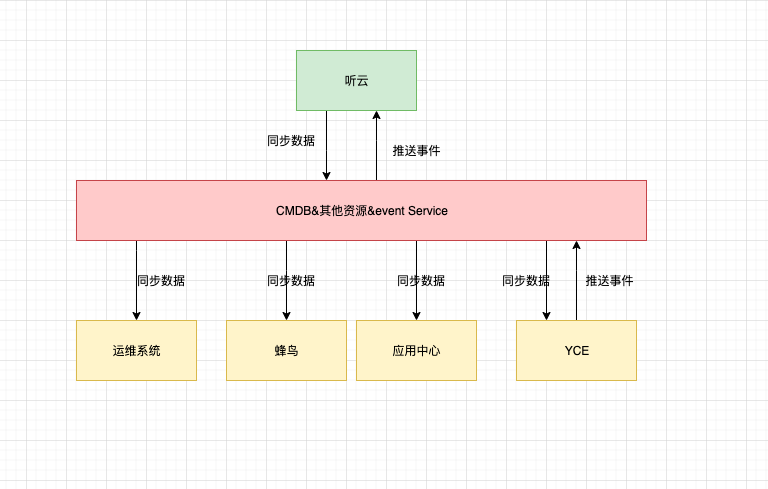 听云
同步数据
推送事件
CMDB&其他资源&event Service
同步数据
同步数据
同步数据
同步数据
推送事件
运维系统
蜂鸟
应用中心
YCE